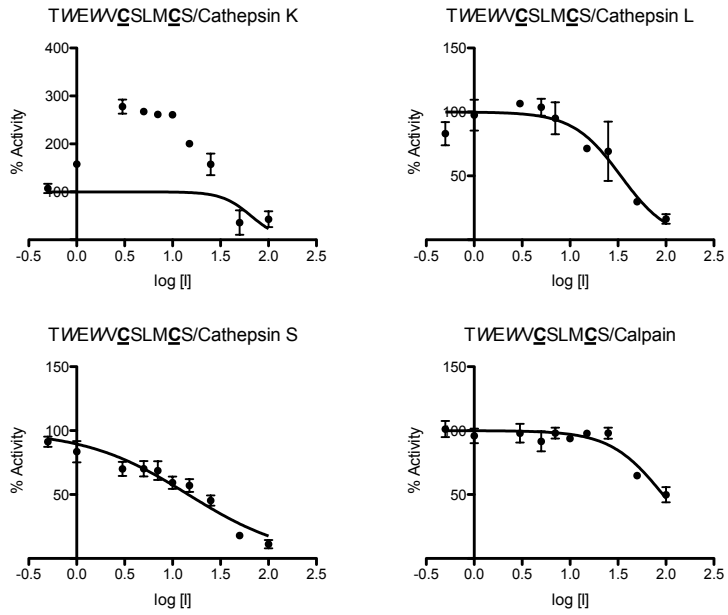 TWEWVCSLMCS/Cathepsin K
400
300
200
100
% Activity
-0.5 0.0 0.5 1.0 1.5 2.0 2.5
log [I]
TWEWVCSLMCS/Cathepsin L
150
100
50
% Activity
-0.5 0.0 0.5 1.0 1.5 2.0 2.5
log [I]
TWEWVCSLMCS/Cathepsin S
150
100
50
% Activity
-0.5 0.0 0.5 1.0 1.5 2.0 2.5
log [I]
TWEWVCSLMCS/Calpain
150
100
50
% Activity
-0.5 0.0 0.5 1.0 1.5 2.0 2.5
log [I]